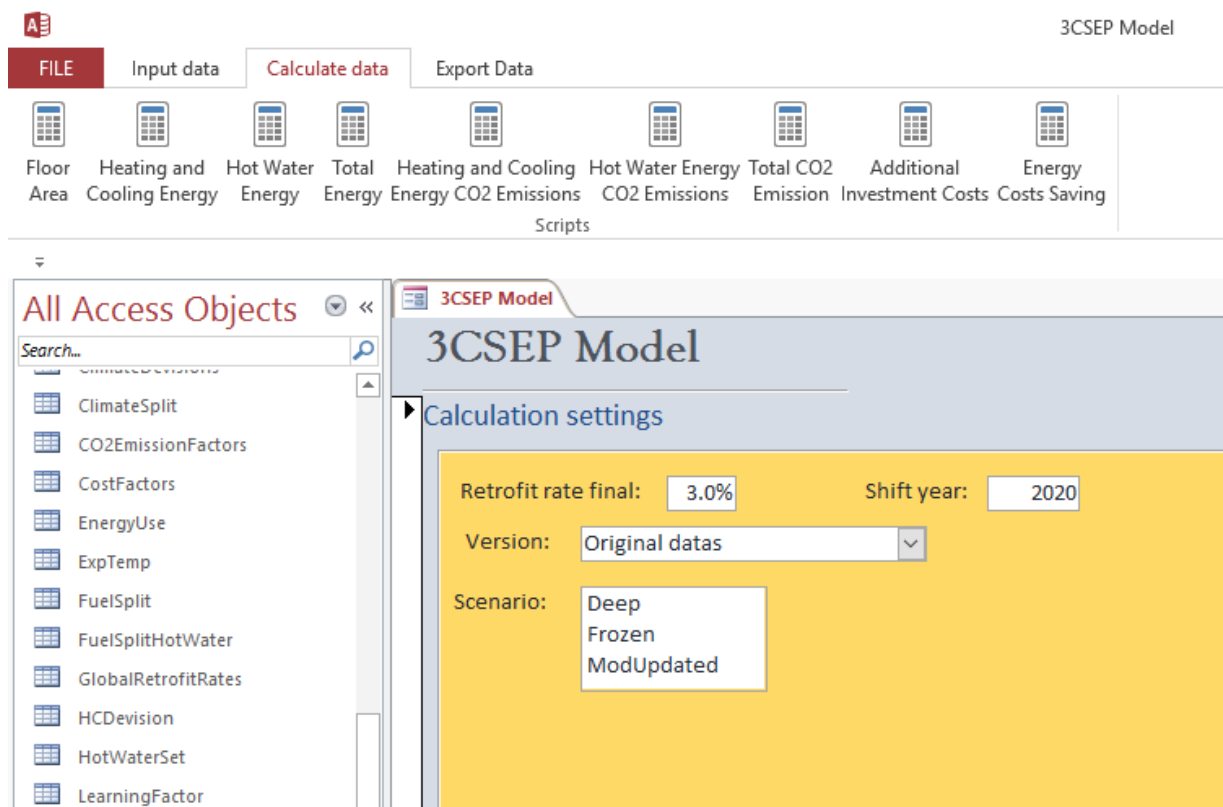 3CSEP Model
FILE Input data Calculate data Export Data
Floor Area
Heating and Cooling Energy
Hot Water Energy
Total Energy
Heating and Cooling Energy CO2 Emissions
Hot Water Energy CO2 Emissions
Total CO2 Emission
Additional Investment Costs
Energy Costs Saving
Scripts
All Access Objects
Search...
ClimateDevisions
ClimateSplit
CO2EmissionFactors
CostFactors
EnergyUse
ExpTemp
FuelSplit
FuelSplitHotWater
GlobalRetrofitRates
HCDevision
HotWaterSet
LearningFactor
3CSEP Model
3CSEP Model
Calculation settings
Retrofit rate final: 3.0% Shift year: 2020
Version: Original datas
Scenario: Deep
Frozen
ModUpdated